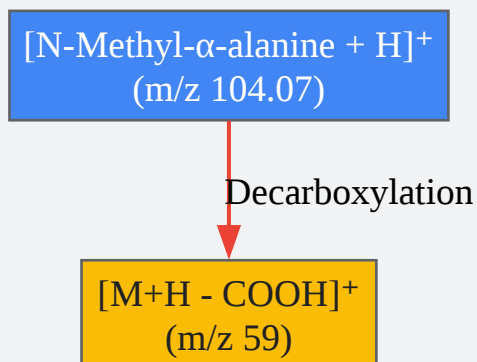 [N-Methyl-α-alanine + H]⁺
(m/z 104.07)
Decarboxylation
[M+H - COOH]⁺
(m/z 59)